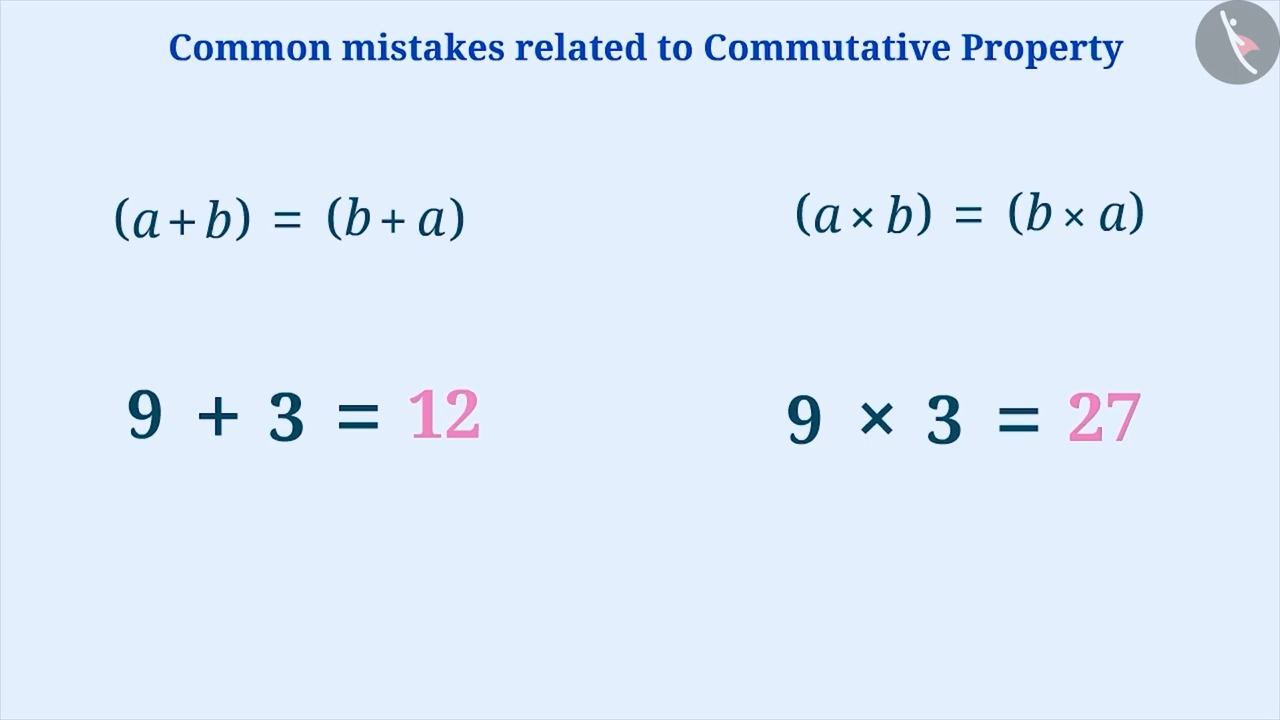 Common mistakes related to Commutative Property
(a + b) = (b + a)
(a × b) = (b × a)
9 + 3 = 12
9 × 3 = 27